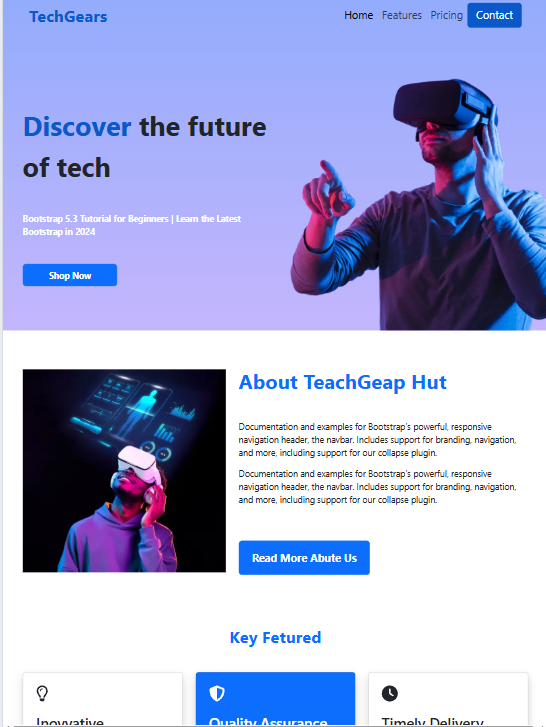 TechGears
Home Features Pricing Contact
Discover the future
of tech
Bootstrap 5.3 Tutorial for Beginners | Learn the Latest
Bootstrap in 2024
Shop Now
About TeachGeap Hut
Documentation and examples for Bootstrap's powerful, responsive
navigation header, the navbar. Includes support for branding, navigation,
and more, including support for our collapse plugin.
Documentation and examples for Bootstrap's powerful, responsive
navigation header, the navbar. Includes support for branding, navigation,
and more, including support for our collapse plugin.
Read More Abute Us
Key Fetured
Inovative
Quality Assurance
Timely Delivery